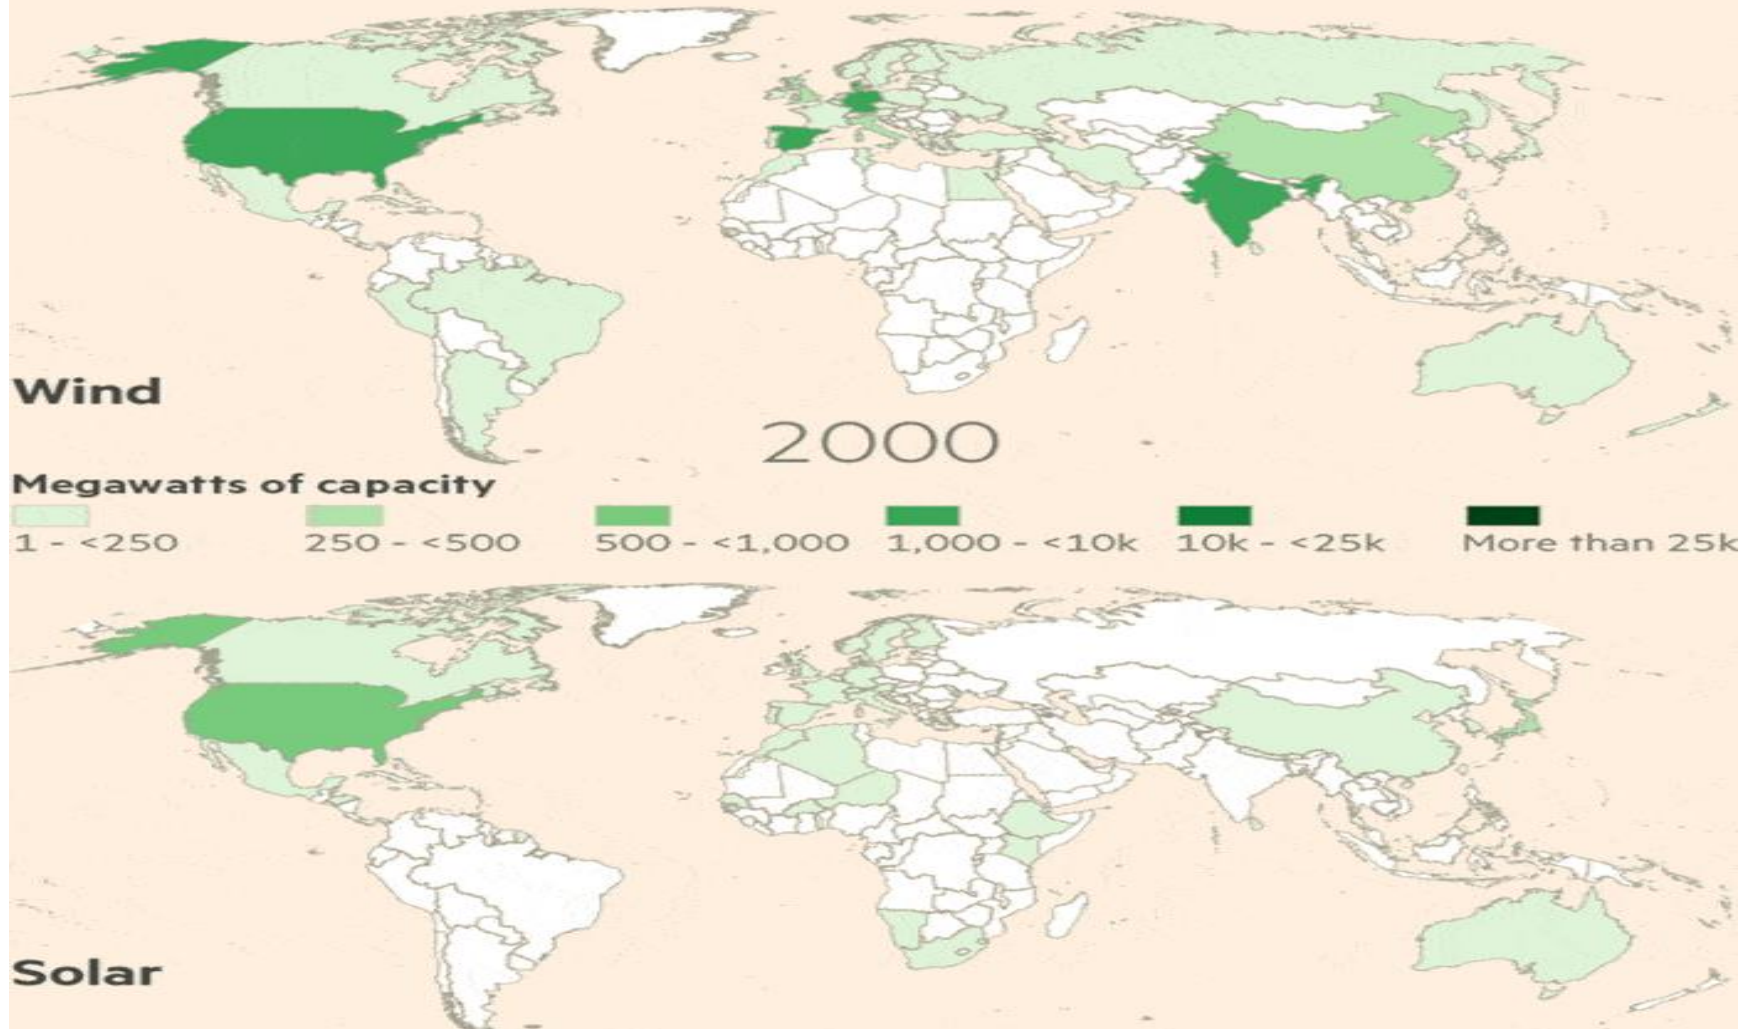 Wind
2000
Megawatts of capacity
1 - <250 250 - <500 500 - <1,000 1,000 - <10k 10k - <25k More than 25k
Solar